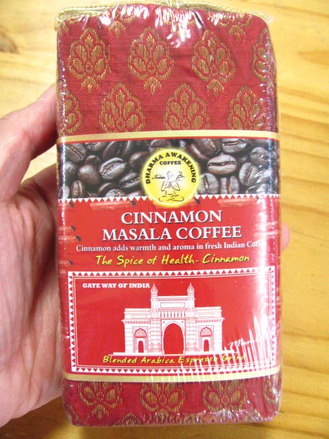 DHARMA AWAKENING
COFFEE
CINNAMON
MASALA COFFEE
Cinnamon adds warmth and aroma in fresh Indian
The Spice of Health - Cinnamon
GATE WAY OF INDIA
Blended Arabica Espresso